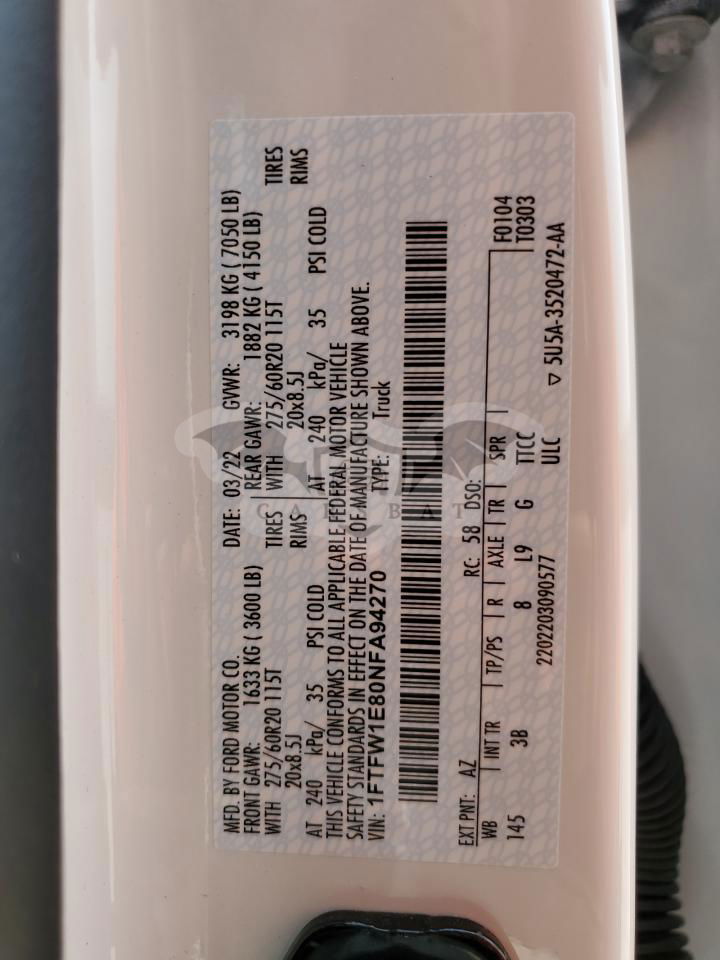 MFD. BY FORD MOTOR CO. DATE: 03/22 GVWR: 3198 KG ( 7050 LB)
FRONT GAWR: 1633 KG ( 3600 LB) REAR GAWR: 1882 KG ( 4150 LB)
WITH 275/60R20 115T TIRES WITH 275/60R20 115T TIRES
20x8.5J RIMS 20x8.5J RIMS
AT 240 kPa/ 35 PSI COLD AT 240 kPa/ 35 PSI COLD
THIS VEHICLE CONFORMS TO ALL APPLICABLE FEDERAL MOTOR VEHICLE
SAFETY STANDARDS IN EFFECT ON THE DATE OF MANUFACTURE SHOWN ABOVE.
VIN: 1FTFW1E80NFA94270 TYPE: Truck
EXT PNT: AZ RC: 58 DSO:
WB INT TR TP/PS R AXLE TR SPR F0104
145 3B 8 L9 G TTCC T0303
2202203090577 ULC
5U5A-3520472-AA
CAR BAT